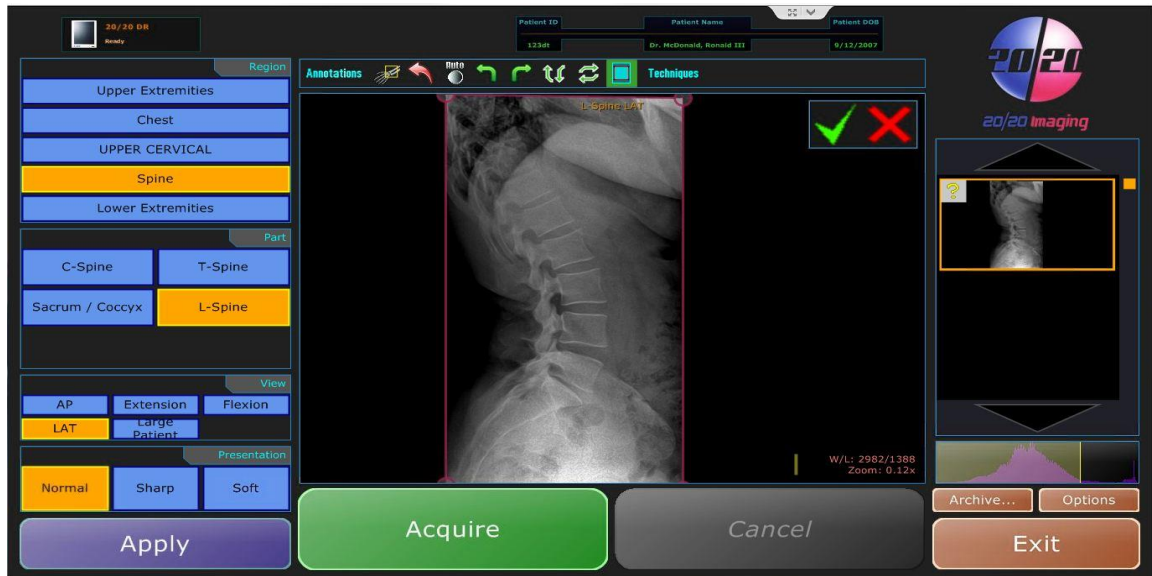 20/20 DR
Ready
Patient ID
Patient Name
Patient DOB
123dt
Dr. McDonald, Ronald III
9/12/2007
Region
Upper Extremities
Chest
UPPER CERVICAL
Spine
Lower Extremities
Part
C-Spine
T-Spine
Sacrum / Coccyx
L-Spine
View
AP
Extension
Flexion
LAT
Large
Patient
Presentation
Normal
Sharp
Soft
Apply
Annotations
Auto
Techniques
L-Spine LAT
W/L: 2982/1388
Zoom: 0.12x
Acquire
Cancel
20/20
20/20 Imaging
?
Archive...
Options
Exit